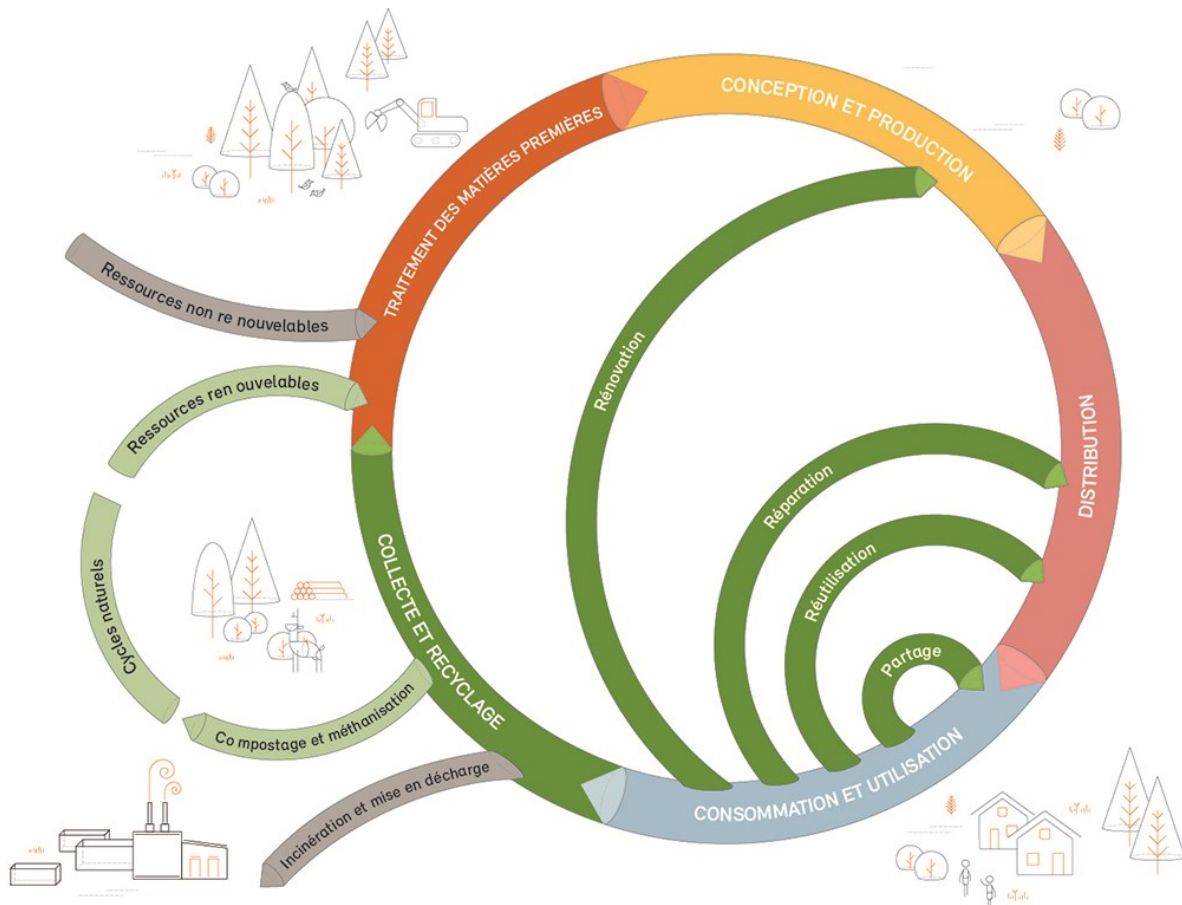 CONCEPTION ET PRODUCTION
TRAITEMENT DES MATIÈRES PREMIÈRES
Ressources non re nouvelables
Ressources ren ouvelables
Rénovation
DISTRIBUTION
Réparation
Réutilisation
Cycles naturels
COLLECTE ET RECYCLAGE
Partage
Co mpostage et méthanisation
Incinération et mise en décharge
CONSOMMATION ET UTILISATION